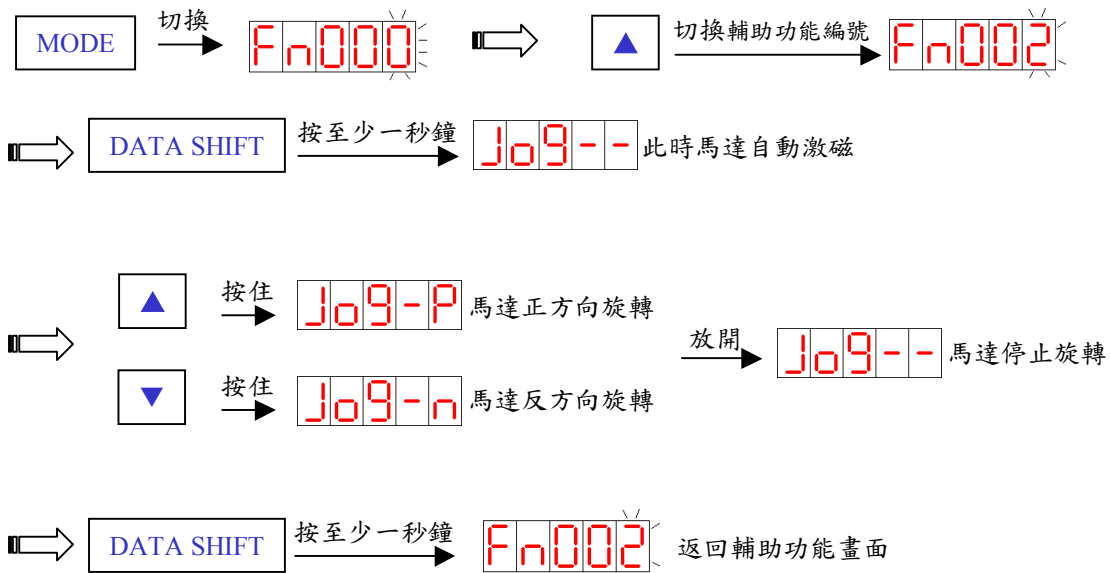 MODE 切換 Fn000 ▲ 切換輔助功能編號 Fn002
DATA SHIFT 按至少一秒鐘 Jog-- 此時馬達自動激磁
▲ 按住 Jog-P 馬達正方向旋轉
放開 Jog-- 馬達停止旋轉
▼ 按住 Jog-n 馬達反方向旋轉
DATA SHIFT 按至少一秒鐘 Fn002 返回輔助功能畫面